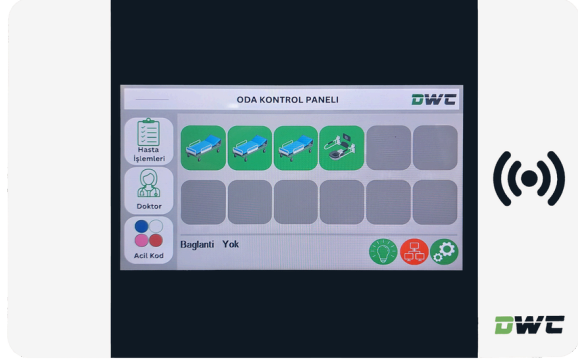 ODA KONTROL PANELI
DWC
Hasta
İşlemleri
Doktor
Baglanti Yok
Acil Kod
DWC